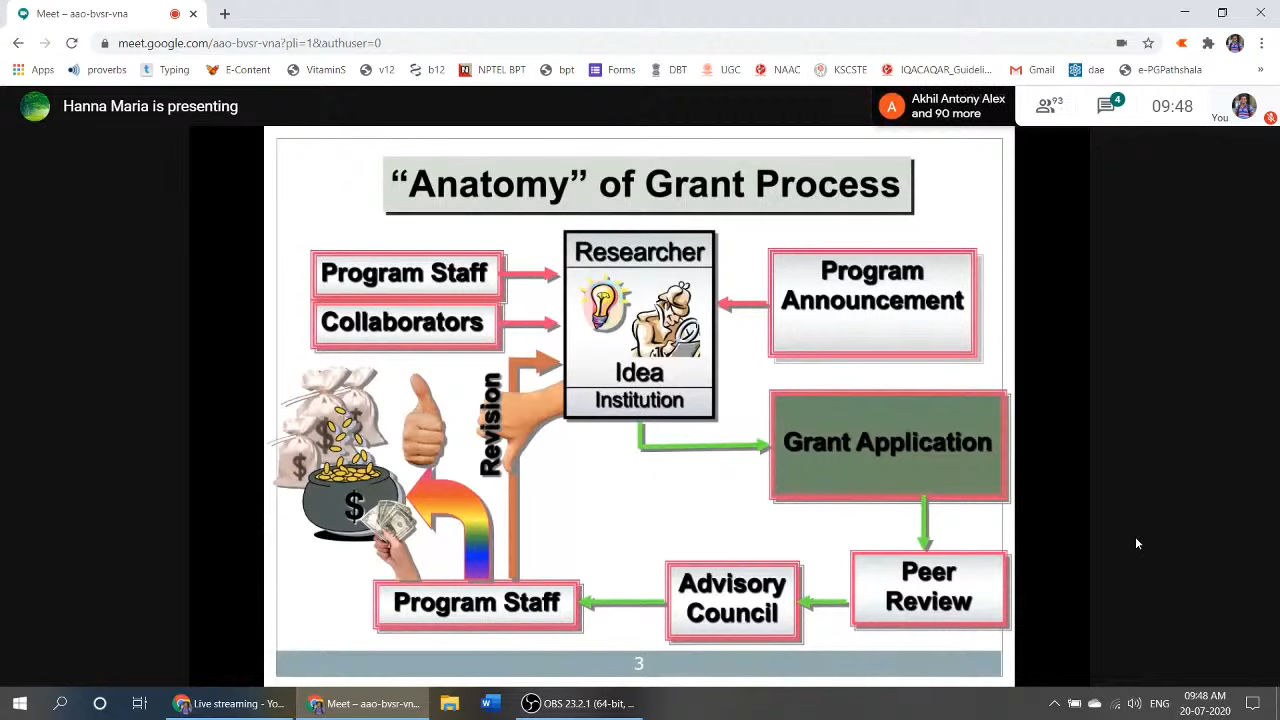 Meet – aao-bvsr-vna
meet.google.com/aao-bvsr-vna?pli=1&authuser=0
Apps proverbs Typing E-Content VitaminS v12 b12 NPTEL BPT bpt Forms DBT UGC NAAC KSCSTE IQACAQAR_Guideli... Gmail dae e-PGPathshala »
Hanna Maria is presenting
A
Akhil Antony Alex
and 90 more
93
4
09:48
You
“Anatomy” of Grant Process
Program Staff
Collaborators
Researcher
Idea
Institution
Program
Announcement
Revision
Grant Application
$
$
$
$
Peer
Review
Advisory
Council
Program Staff
3
Live streaming - Yo...
Meet – aao-bvsr-vn...
OBS 23.2.1 (64-bit, ...
ENG
09:48 AM
20-07-2020